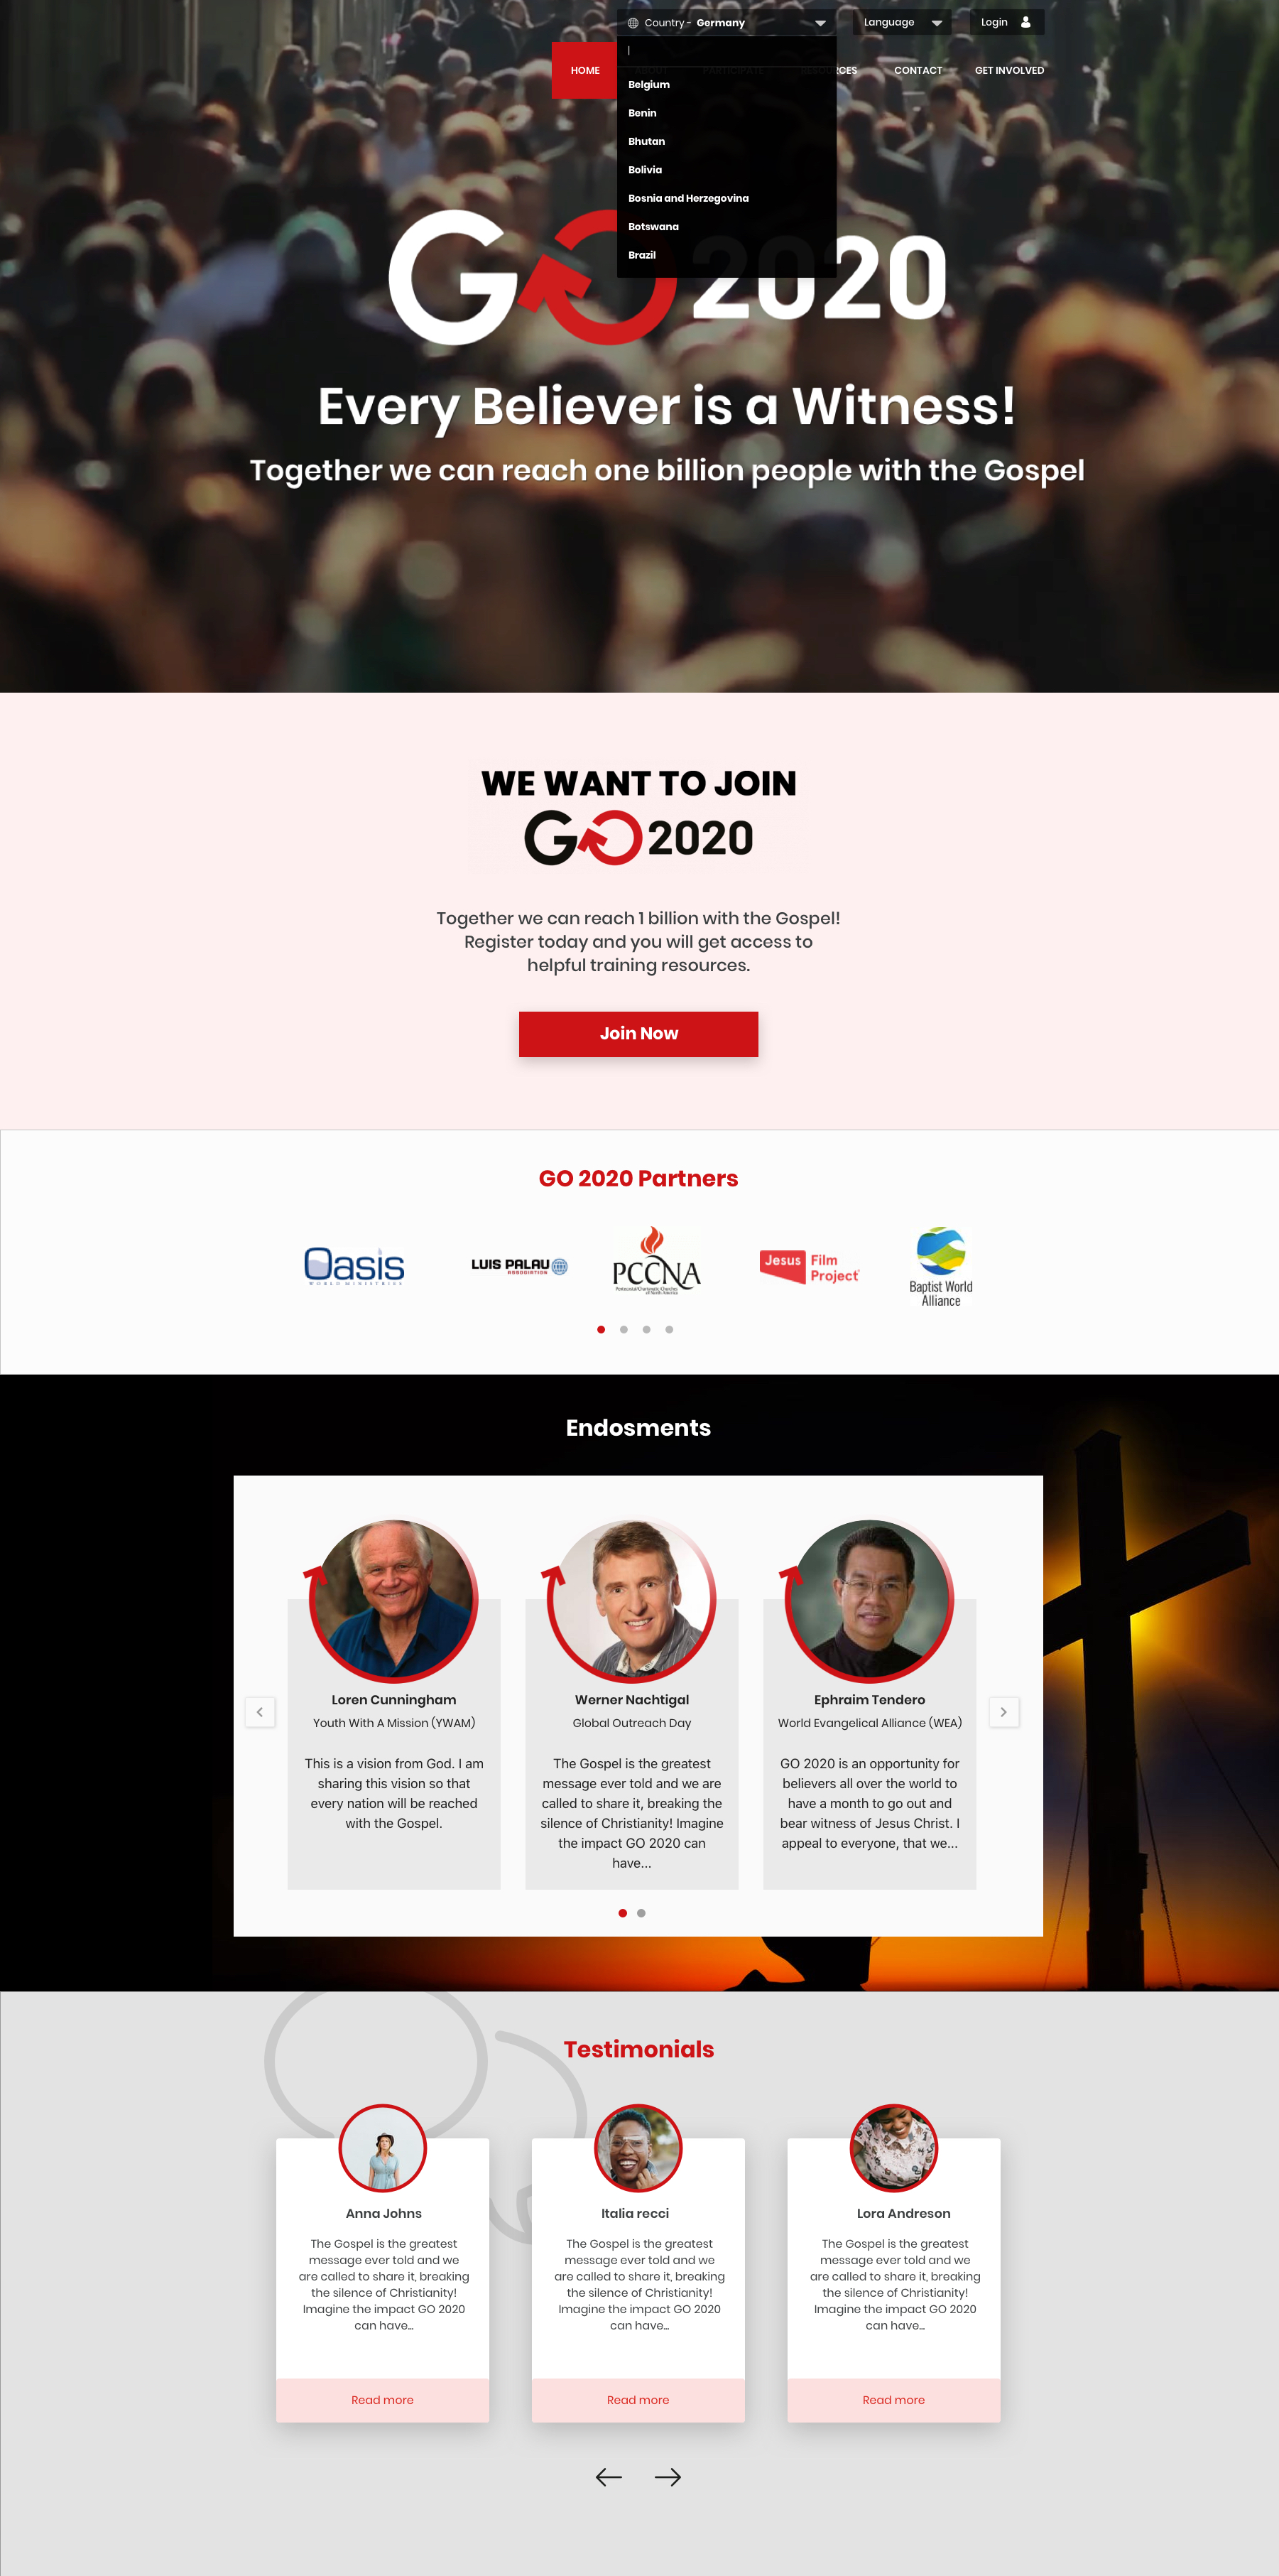 Country - Germany
Language
Login
HOME
ABOUT
PARTICIPATE
RESOURCES
CONTACT
GET INVOLVED
Belgium
Benin
Bhutan
Bolivia
Bosnia and Herzegovina
Botswana
Brazil
GO 2020
Every Believer is a Witness!
Together we can reach one billion people with the Gospel
WE WANT TO JOIN
GO 2020
Together we can reach 1 billion with the Gospel!
Register today and you will get access to
helpful training resources.
Join Now
GO 2020 Partners
Oasis
WORLD MINISTRIES
LUIS PALAU
ASSOCIATION
PCCNA
Pentecostal/Charismatic Churches
of North America
Jesus Film
Project
Baptist World
Alliance
Endosments
Loren Cunningham
Youth With A Mission (YWAM)
This is a vision from God. I am
sharing this vision so that
every nation will be reached
with the Gospel.
Werner Nachtigal
Global Outreach Day
The Gospel is the greatest
message ever told and we are
called to share it, breaking the
silence of Christianity! Imagine
the impact GO 2020 can
have...
Ephraim Tendero
World Evangelical Alliance (WEA)
GO 2020 is an opportunity for
believers all over the world to
have a month to go out and
bear witness of Jesus Christ. I
appeal to everyone, that we...
Testimonials
Anna Johns
The Gospel is the greatest
message ever told and we
are called to share it, breaking
the silence of Christianity!
Imagine the impact GO 2020
can have...
Read more
Italia recci
The Gospel is the greatest
message ever told and we
are called to share it, breaking
the silence of Christianity!
Imagine the impact GO 2020
can have...
Read more
Lora Andreson
The Gospel is the greatest
message ever told and we
are called to share it, breaking
the silence of Christianity!
Imagine the impact GO 2020
can have...
Read more